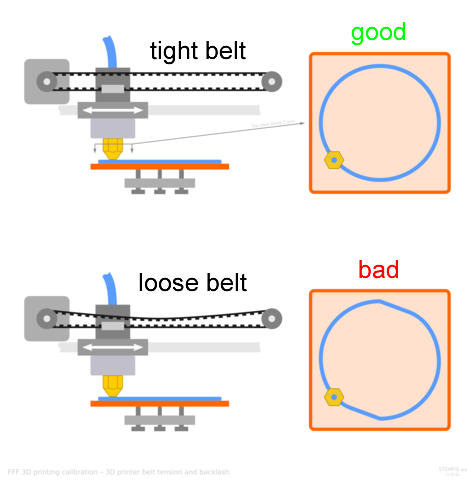 tight belt
good
loose belt
bad
FFF 3D printing calibration – 3D printer belt tension and backlash